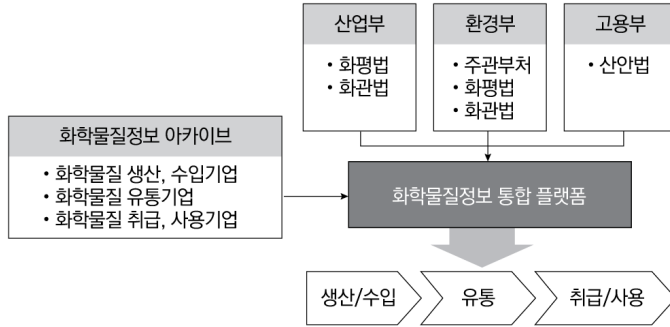 산업부
• 화평법
• 화관법
환경부
• 주관부처
• 화평법
• 화관법
고용부
• 산안법
화학물질정보 아카이브
• 화학물질 생산, 수입기업
• 화학물질 유통기업
• 화학물질 취급, 사용기업
화학물질정보 통합 플랫폼
생산/수입
유통
취급/사용